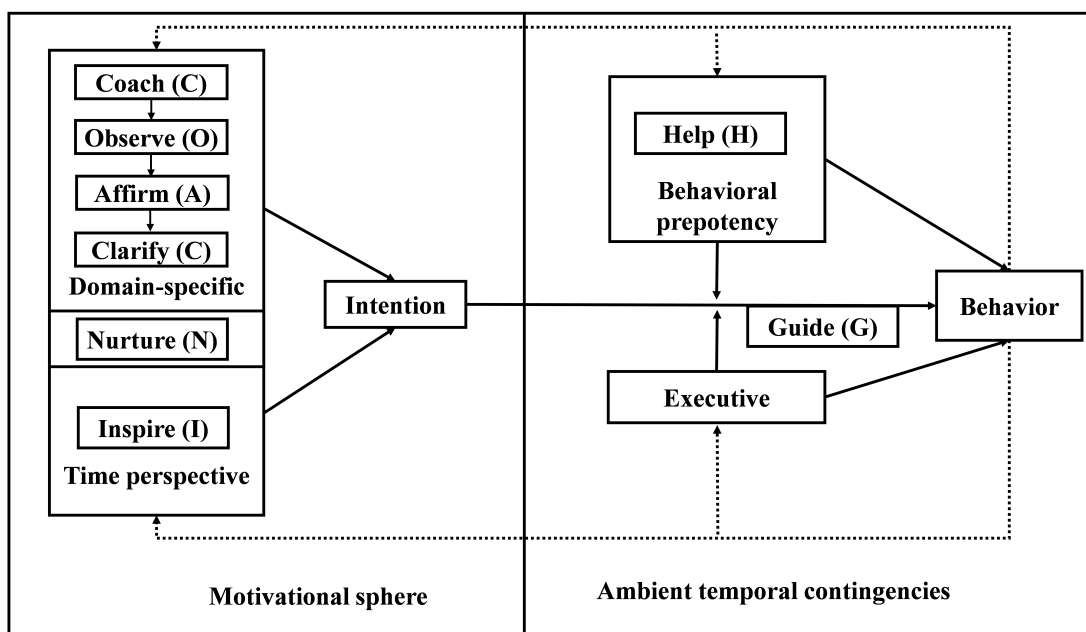 Coach (C)
Observe (O)
Affirm (A)
Clarify (C)
Domain-specific
Nurture (N)
Inspire (I)
Time perspective
Intention
Motivational sphere
Help (H)
Behavioral
prepotency
Guide (G)
Executive
Behavior
Ambient temporal contingencies